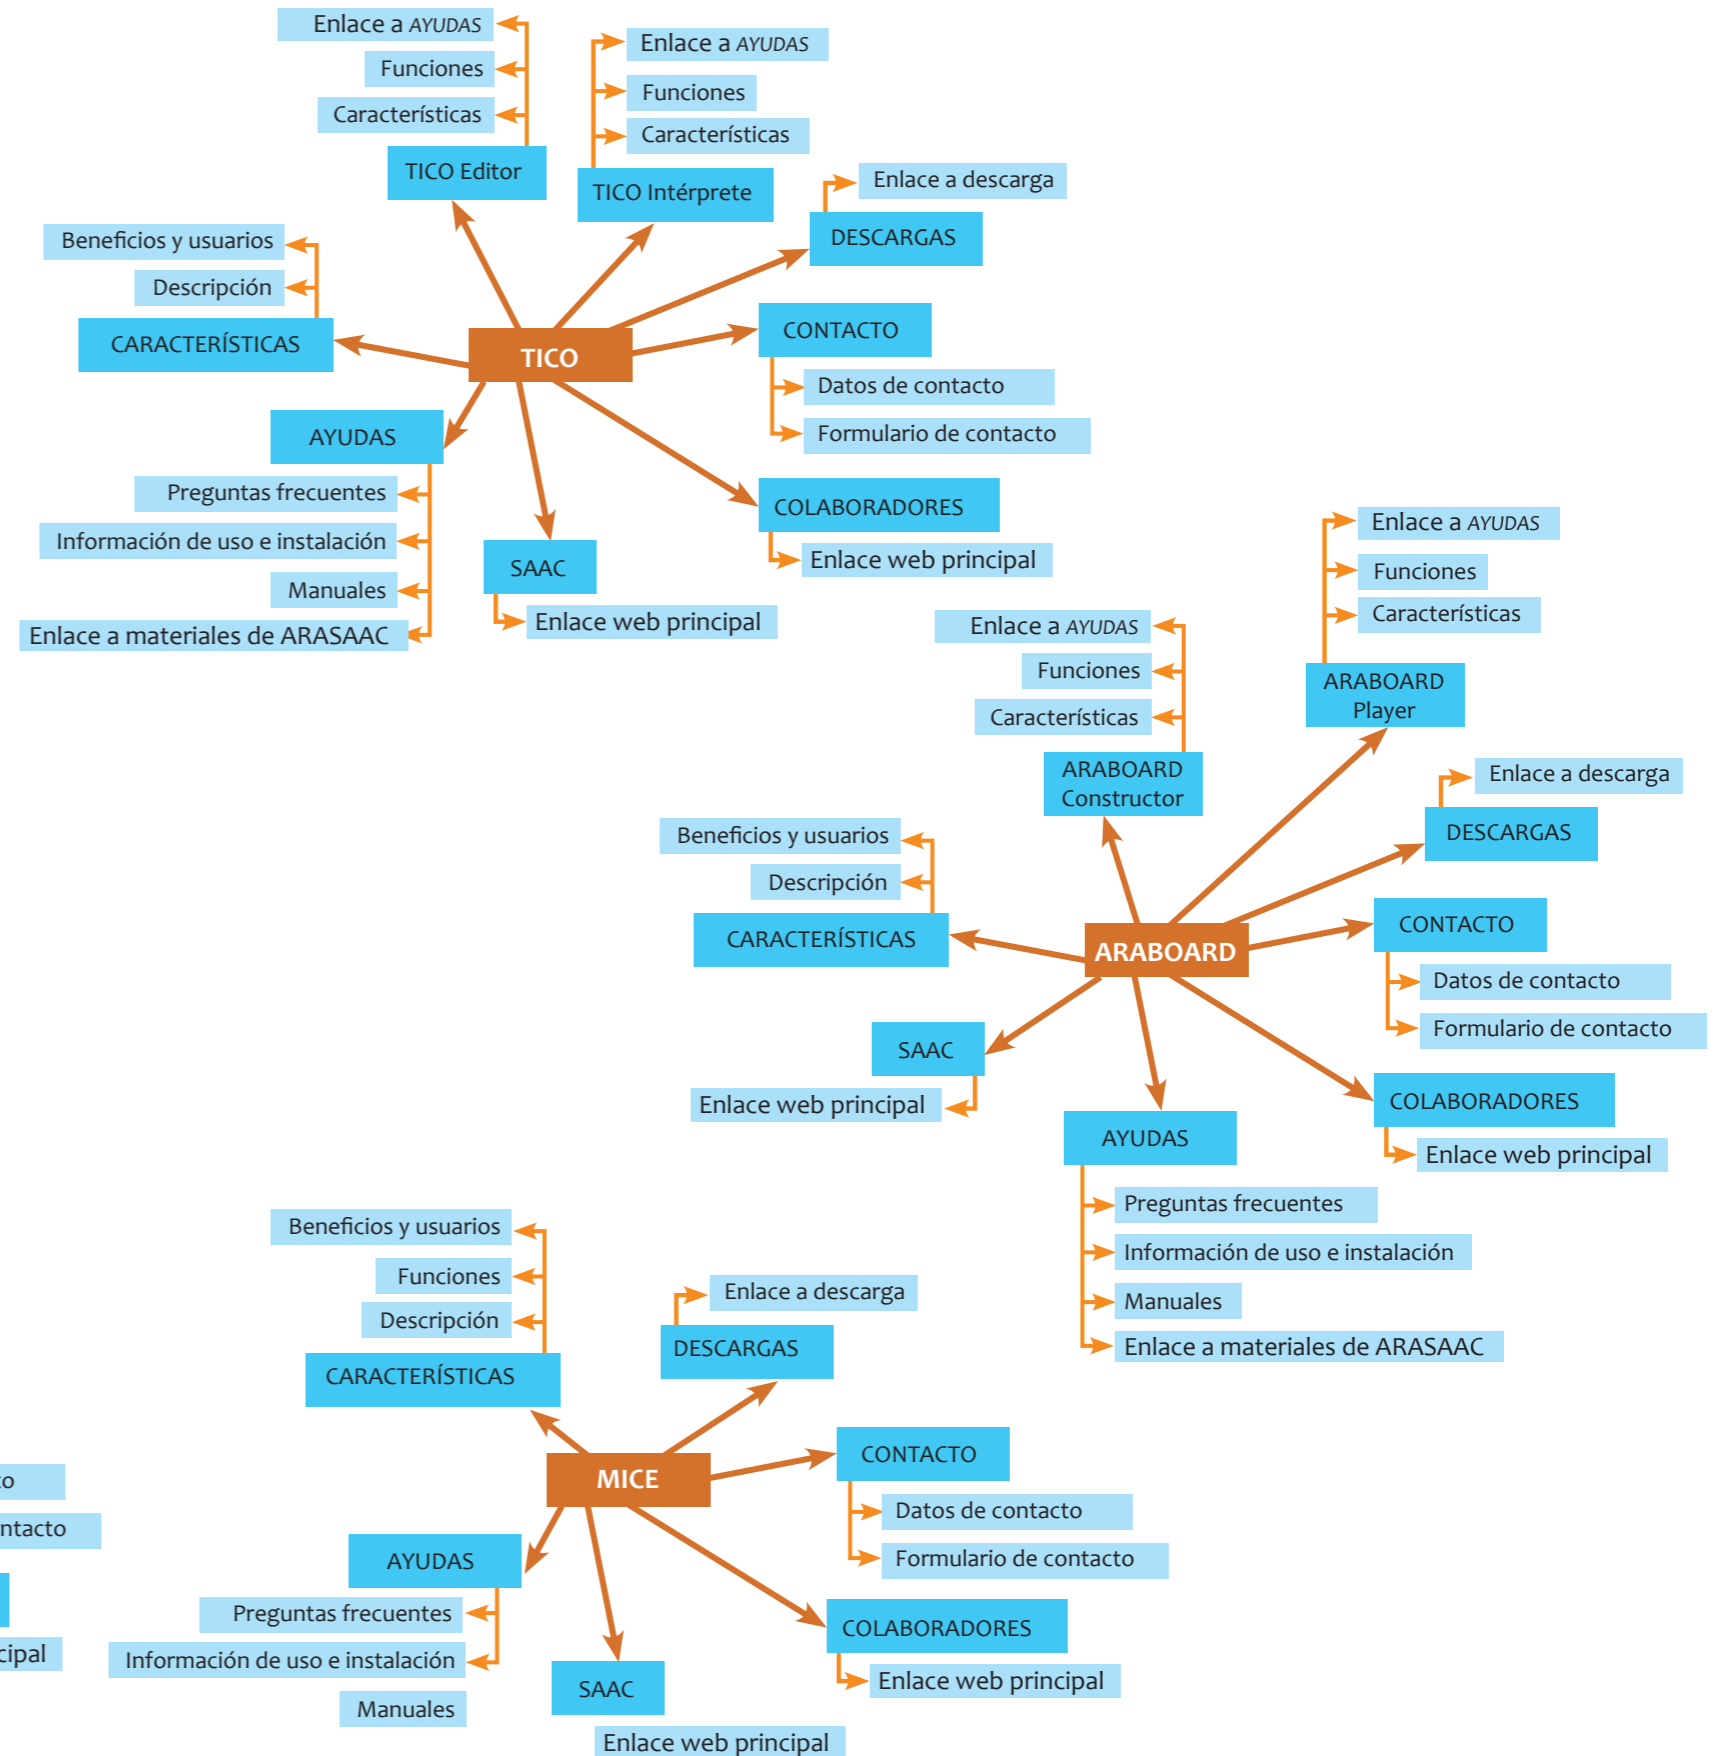 Enlace a AYUDAS
Funciones
Características
TICO Editor
Enlace a AYUDAS
Funciones
Características
TICO Intérprete
Enlace a descarga
DESCARGAS
Beneficios y usuarios
Descripción
CARACTERÍSTICAS
TICO
CONTACTO
Datos de contacto
Formulario de contacto
AYUDAS
Preguntas frecuentes
Información de uso e instalación
Manuales
Enlace a materiales de ARASAAC
SAAC
Enlace web principal
COLABORADORES
Enlace web principal
Enlace a AYUDAS
Funciones
Características
ARABOARD
Player
Enlace a AYUDAS
Funciones
Características
ARABOARD
Constructor
Enlace a descarga
DESCARGAS
Beneficios y usuarios
Descripción
CARACTERÍSTICAS
ARABOARD
CONTACTO
Datos de contacto
Formulario de contacto
SAAC
Enlace web principal
COLABORADORES
Enlace web principal
AYUDAS
Preguntas frecuentes
Información de uso e instalación
Manuales
Enlace a materiales de ARASAAC
Beneficios y usuarios
Funciones
Descripción
CARACTERÍSTICAS
Enlace a descarga
DESCARGAS
MICE
CONTACTO
Datos de contacto
Formulario de contacto
AYUDAS
Preguntas frecuentes
Información de uso e instalación
Manuales
SAAC
Enlace web principal
COLABORADORES
Enlace web principal
to
ntacto
cipal